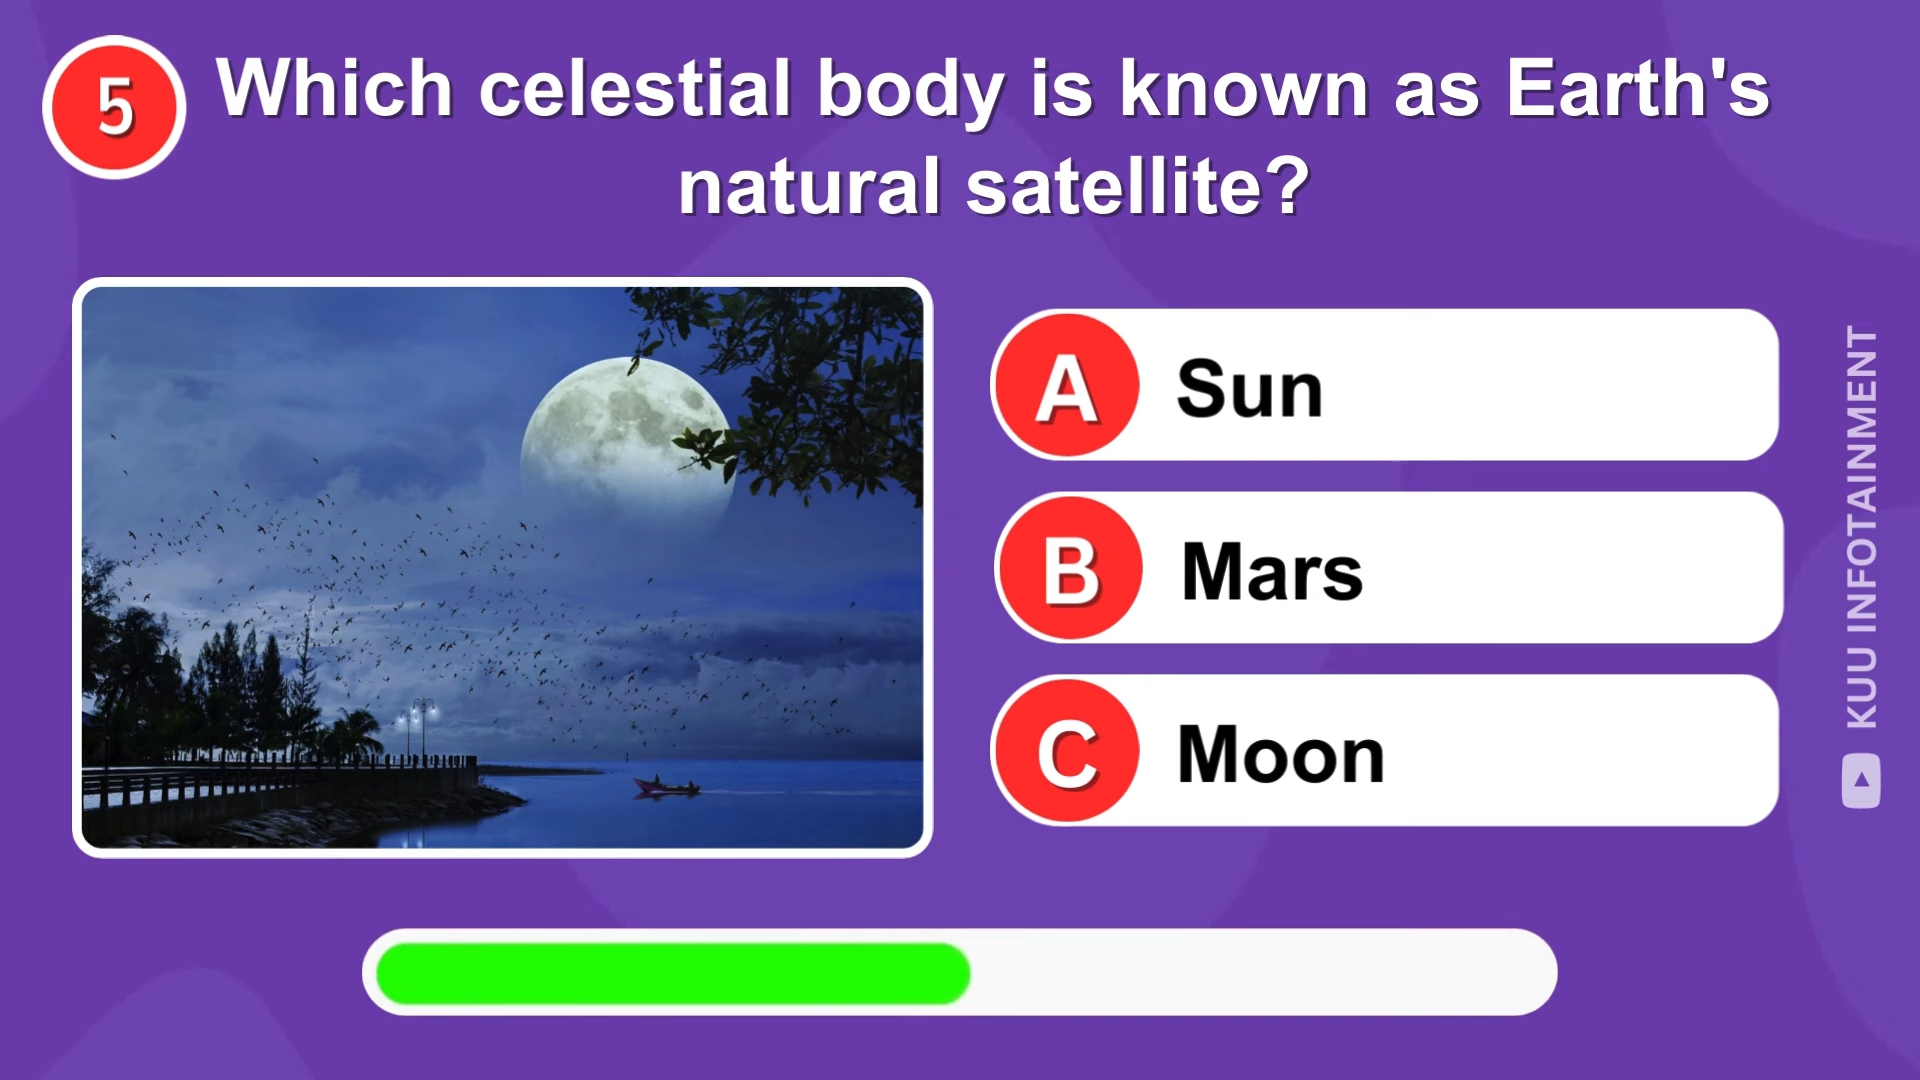 5
Which celestial body is known as Earth's
natural satellite?
A Sun
B Mars
C Moon
KUU INFOTAINMENT